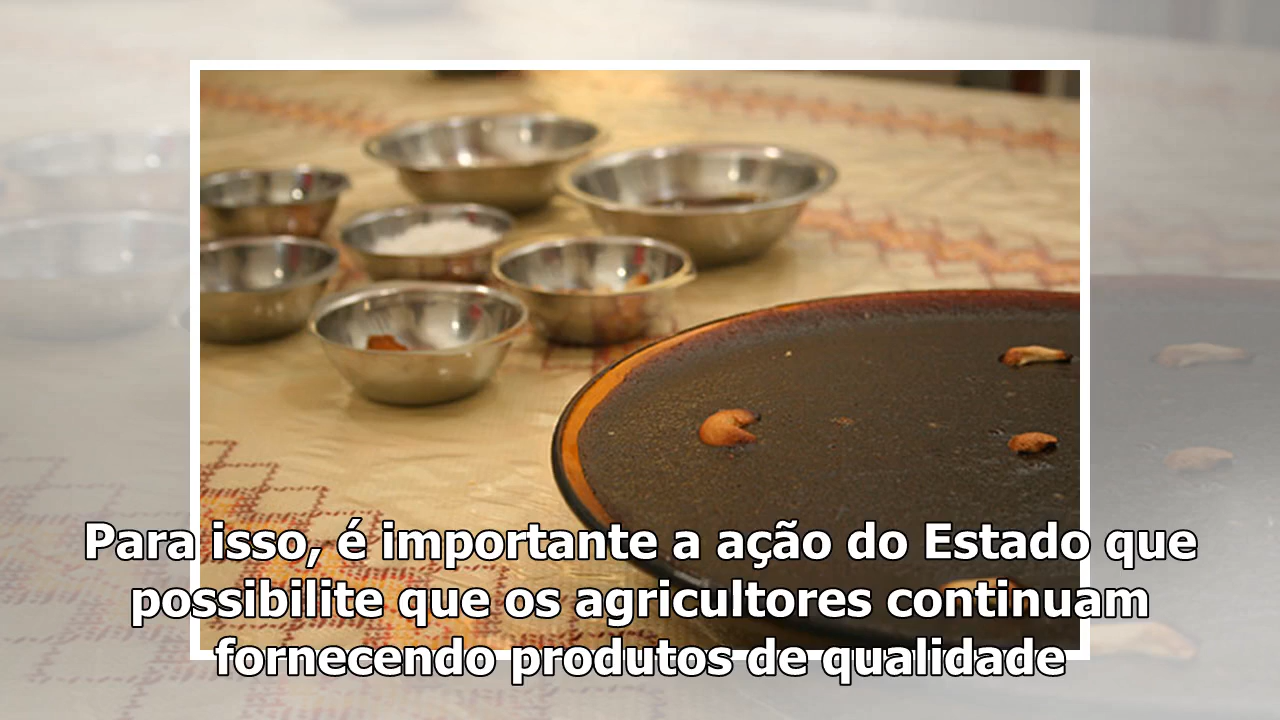 Para isso, é importante a ação do Estado que
possibilite que os agricultores continuam
fornecendo produtos de qualidade